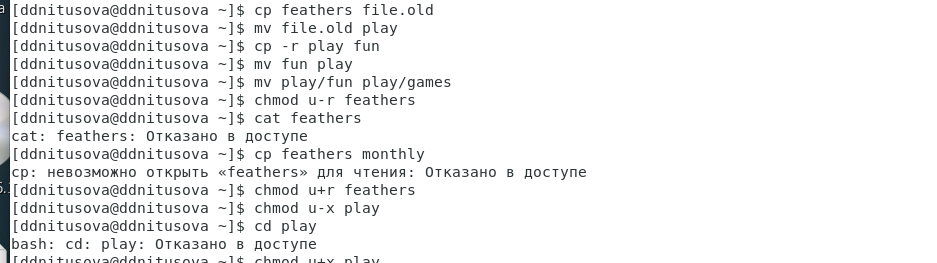 [ddnitusova@ddnitusova ~]$ cp feathers file.old
[ddnitusova@ddnitusova ~]$ mv file.old play
[ddnitusova@ddnitusova ~]$ cp -r play fun
[ddnitusova@ddnitusova ~]$ mv fun play
[ddnitusova@ddnitusova ~]$ mv play/fun play/games
[ddnitusova@ddnitusova ~]$ chmod u-r feathers
[ddnitusova@ddnitusova ~]$ cat feathers
cat: feathers: Отказано в доступе
[ddnitusova@ddnitusova ~]$ cp feathers monthly
cp: невозможно открыть «feathers» для чтения: Отказано в доступе
[ddnitusova@ddnitusova ~]$ chmod u+r feathers
[ddnitusova@ddnitusova ~]$ chmod u-x play
[ddnitusova@ddnitusova ~]$ cd play
bash: cd: play: Отказано в доступе
[ddnitusova@ddnitusova ~]$ chmod u+x play